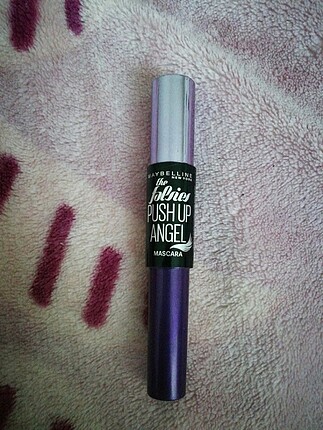 MAYBELLINE
NEW YORK
the
falsies
PUSH UP
ANGEL
MASCARA